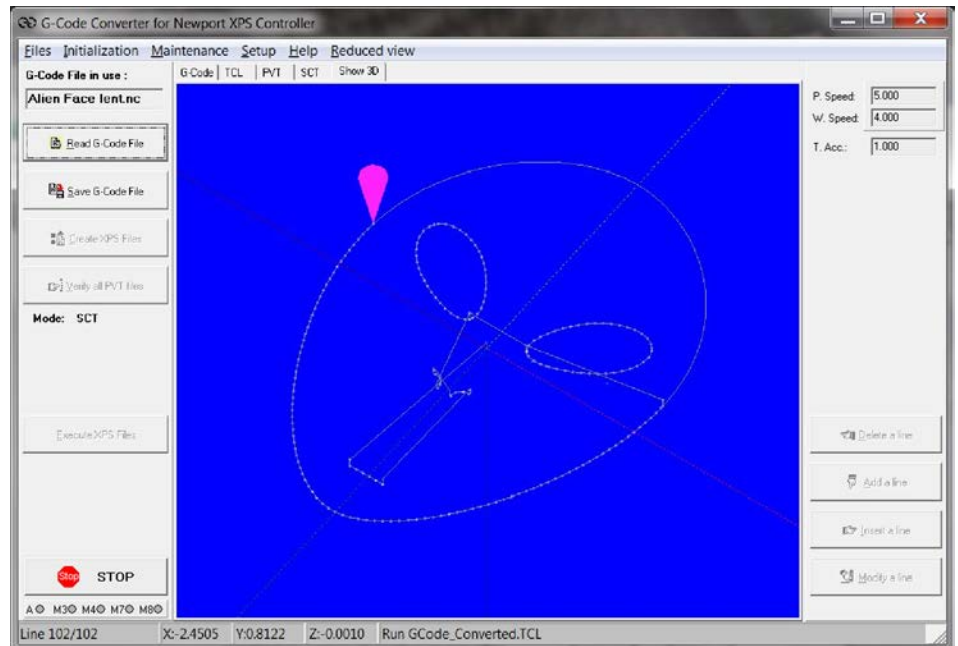 G-Code Converter for Newport XPS Controller
Files Initialization Maintenance Setup Help Reduced view
G-Code File in use :
Alien Face lent.nc
Read G-Code File
Save G-Code File
Create XPS Files
Verify all PVT files
Mode: SCT
Execute XPS Files
Stop STOP
A M3 M4 M7 M8
G-Code TCL PVT SCT Show 3D
P. Speed: 5.000
W. Speed: 4.000
T. Acc.: 1.000
Delete a line
Add a line
Insert a line
Modify a line
Line 102/102 X:-2.4505 Y:0.8122 Z:-0.0010 Run GCode_Converted.TCL